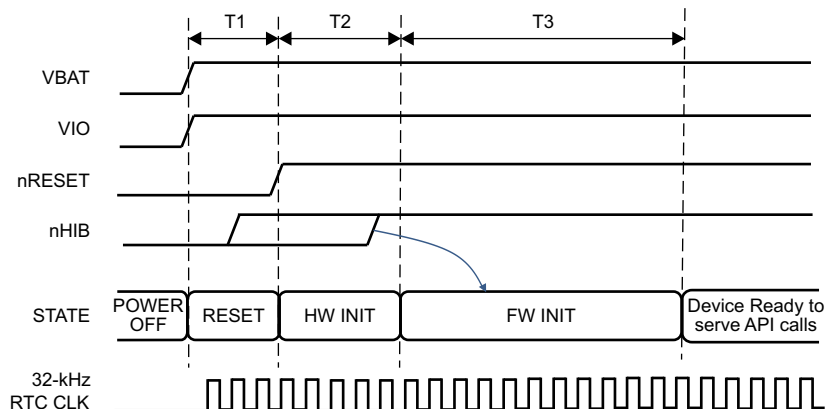 T1 T2 T3
VBAT
VIO
nRESET
nHIB
STATE
POWER
OFF
RESET
HW INIT
FW INIT
Device Ready to
serve API calls
32-kHz
RTC CLK